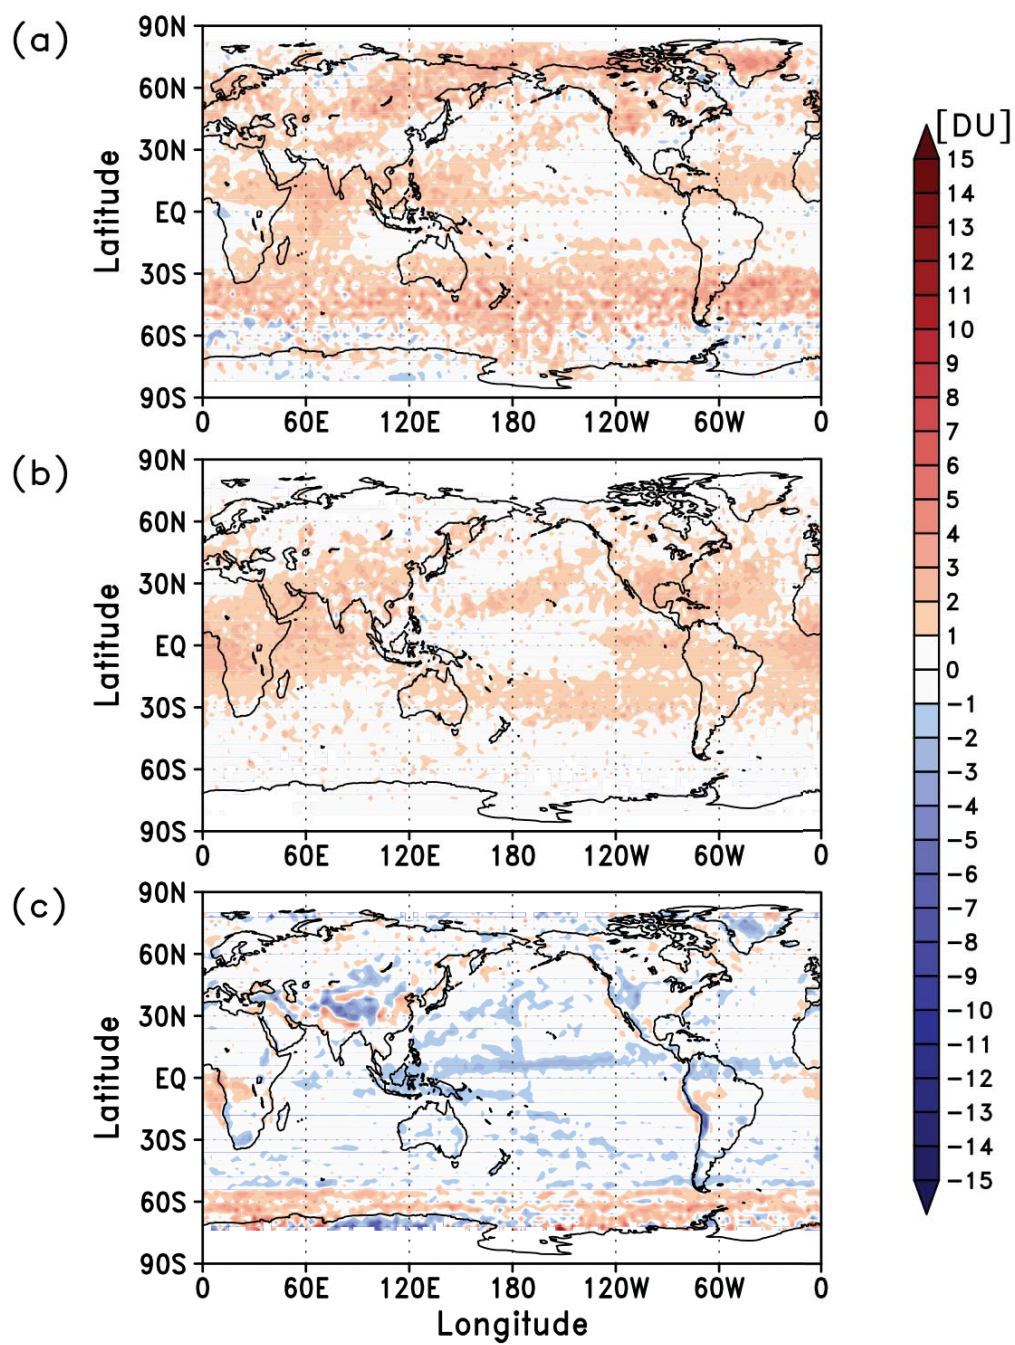 (a)
90N
60N
30N
EQ
30S
60S
90S
Latitude
0 60E 120E 180 120W 60W 0
(b)
90N
60N
30N
EQ
30S
60S
90S
Latitude
0 60E 120E 180 120W 60W 0
(c)
90N
60N
30N
EQ
30S
60S
90S
Latitude
0 60E 120E 180 120W 60W 0
Longitude
[DU]
15
14
13
12
11
10
9
8
7
6
5
4
3
2
1
0
-1
-2
-3
-4
-5
-6
-7
-8
-9
-10
-11
-12
-13
-14
-15